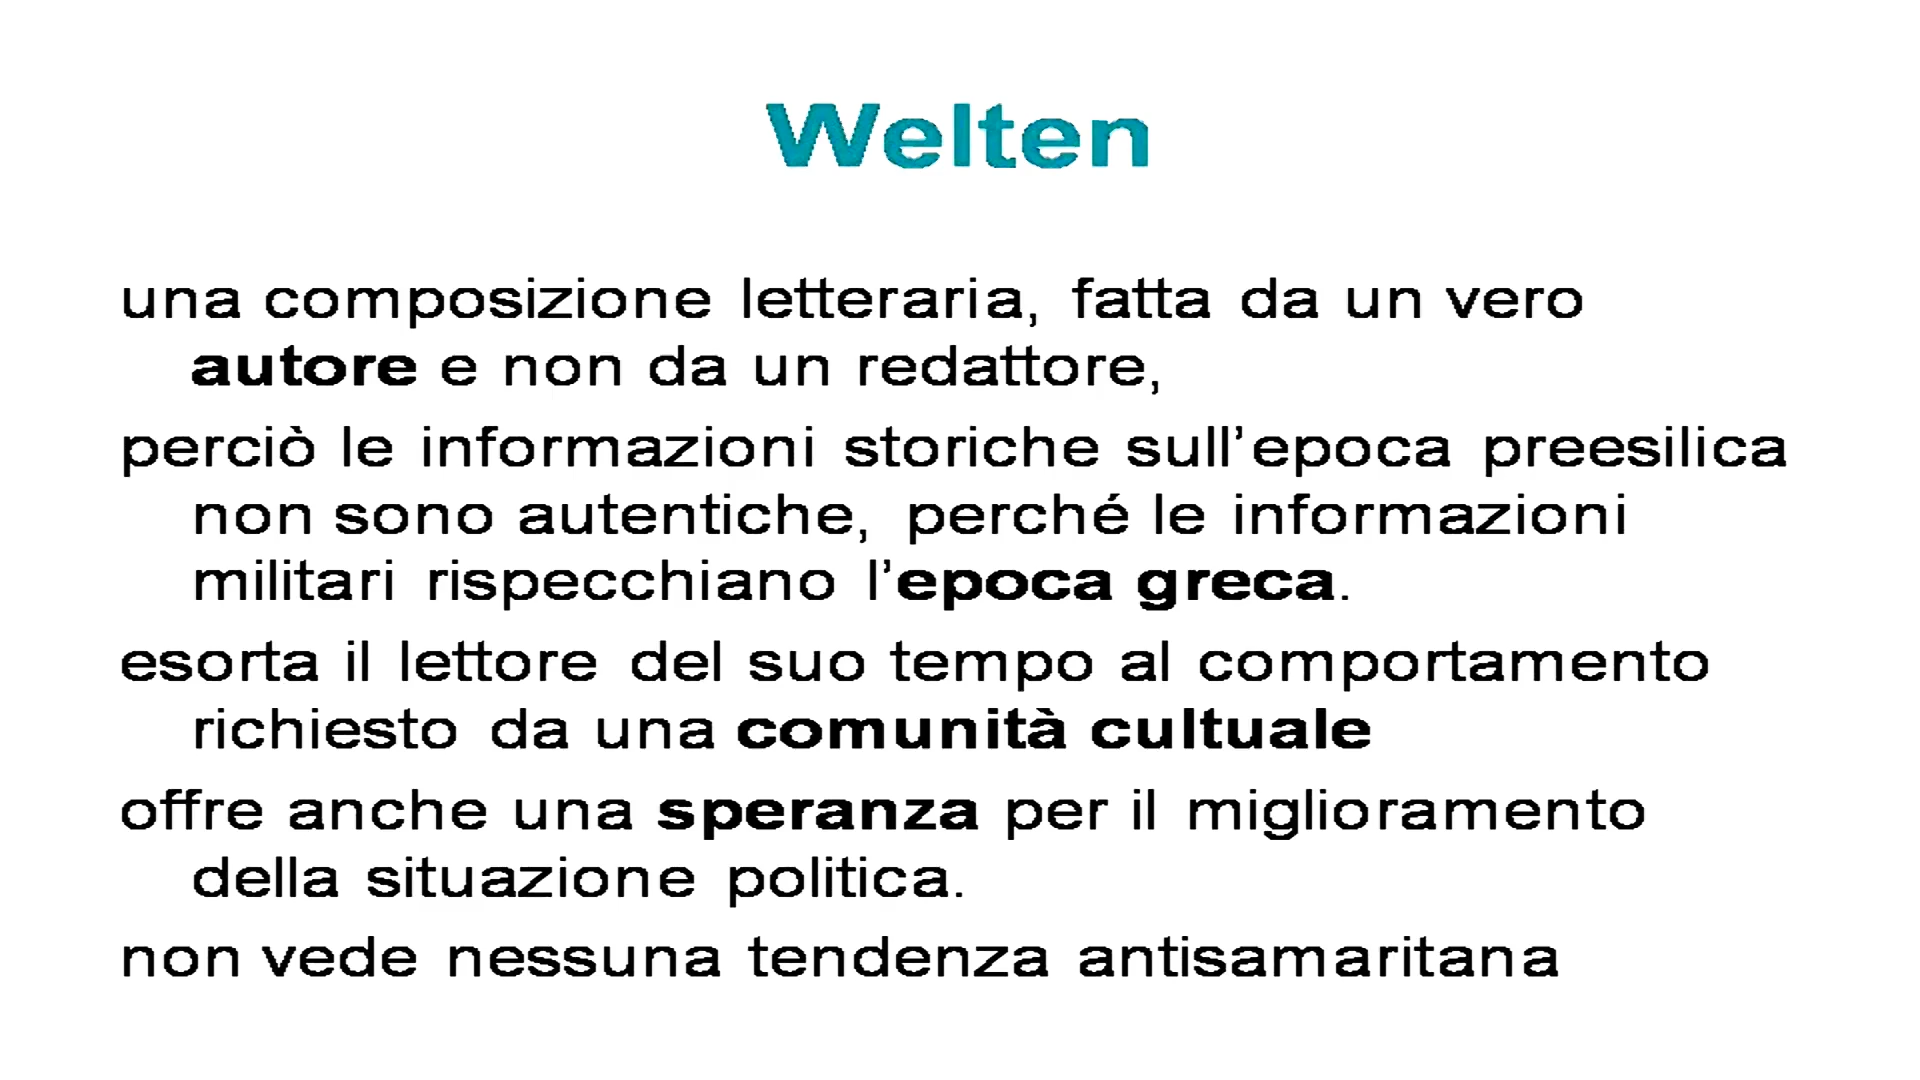 Welten
una composizione letteraria, fatta da un vero
autore e non da un redattore,
perciò le informazioni storiche sull’epoca preesilica
non sono autentiche, perché le informazioni
militari rispecchiano l’epoca greca.
esorta il lettore del suo tempo al comportamento
richiesto da una comunità cultuale
offre anche una speranza per il miglioramento
della situazione politica.
non vede nessuna tendenza antisamaritana